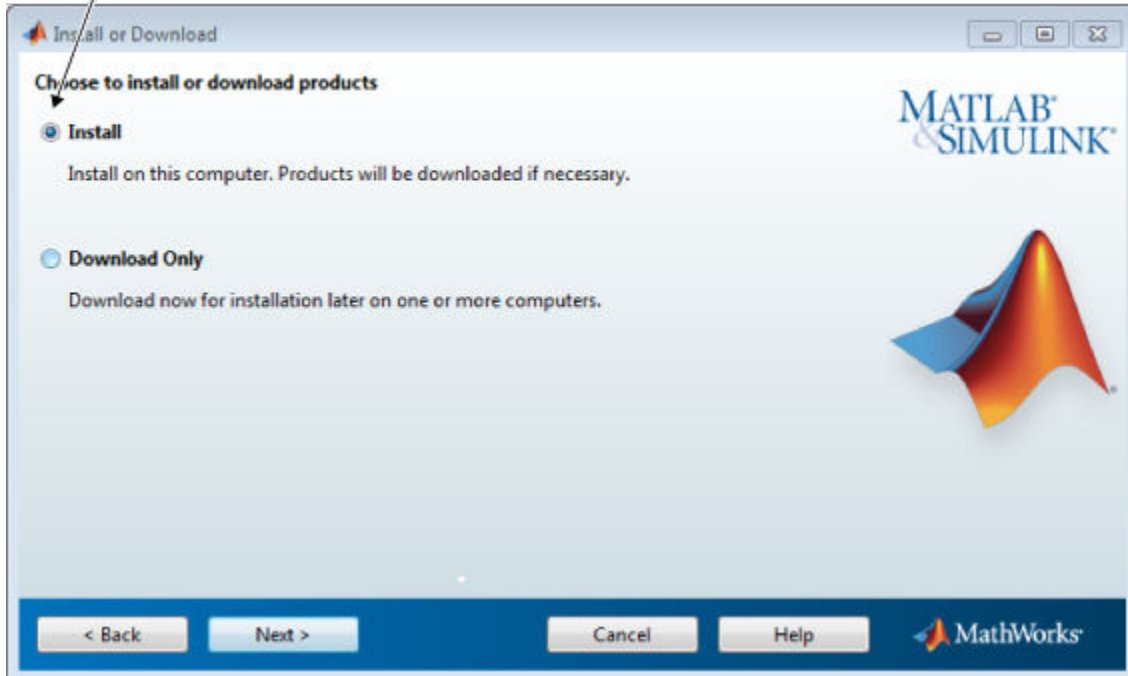 Install or Download
Choose to install or download products
MATLAB®
&SIMULINK®
Install
Install on this computer. Products will be downloaded if necessary.
Download Only
Download now for installation later on one or more computers.
< Back
Next >
Cancel
Help
MathWorks®